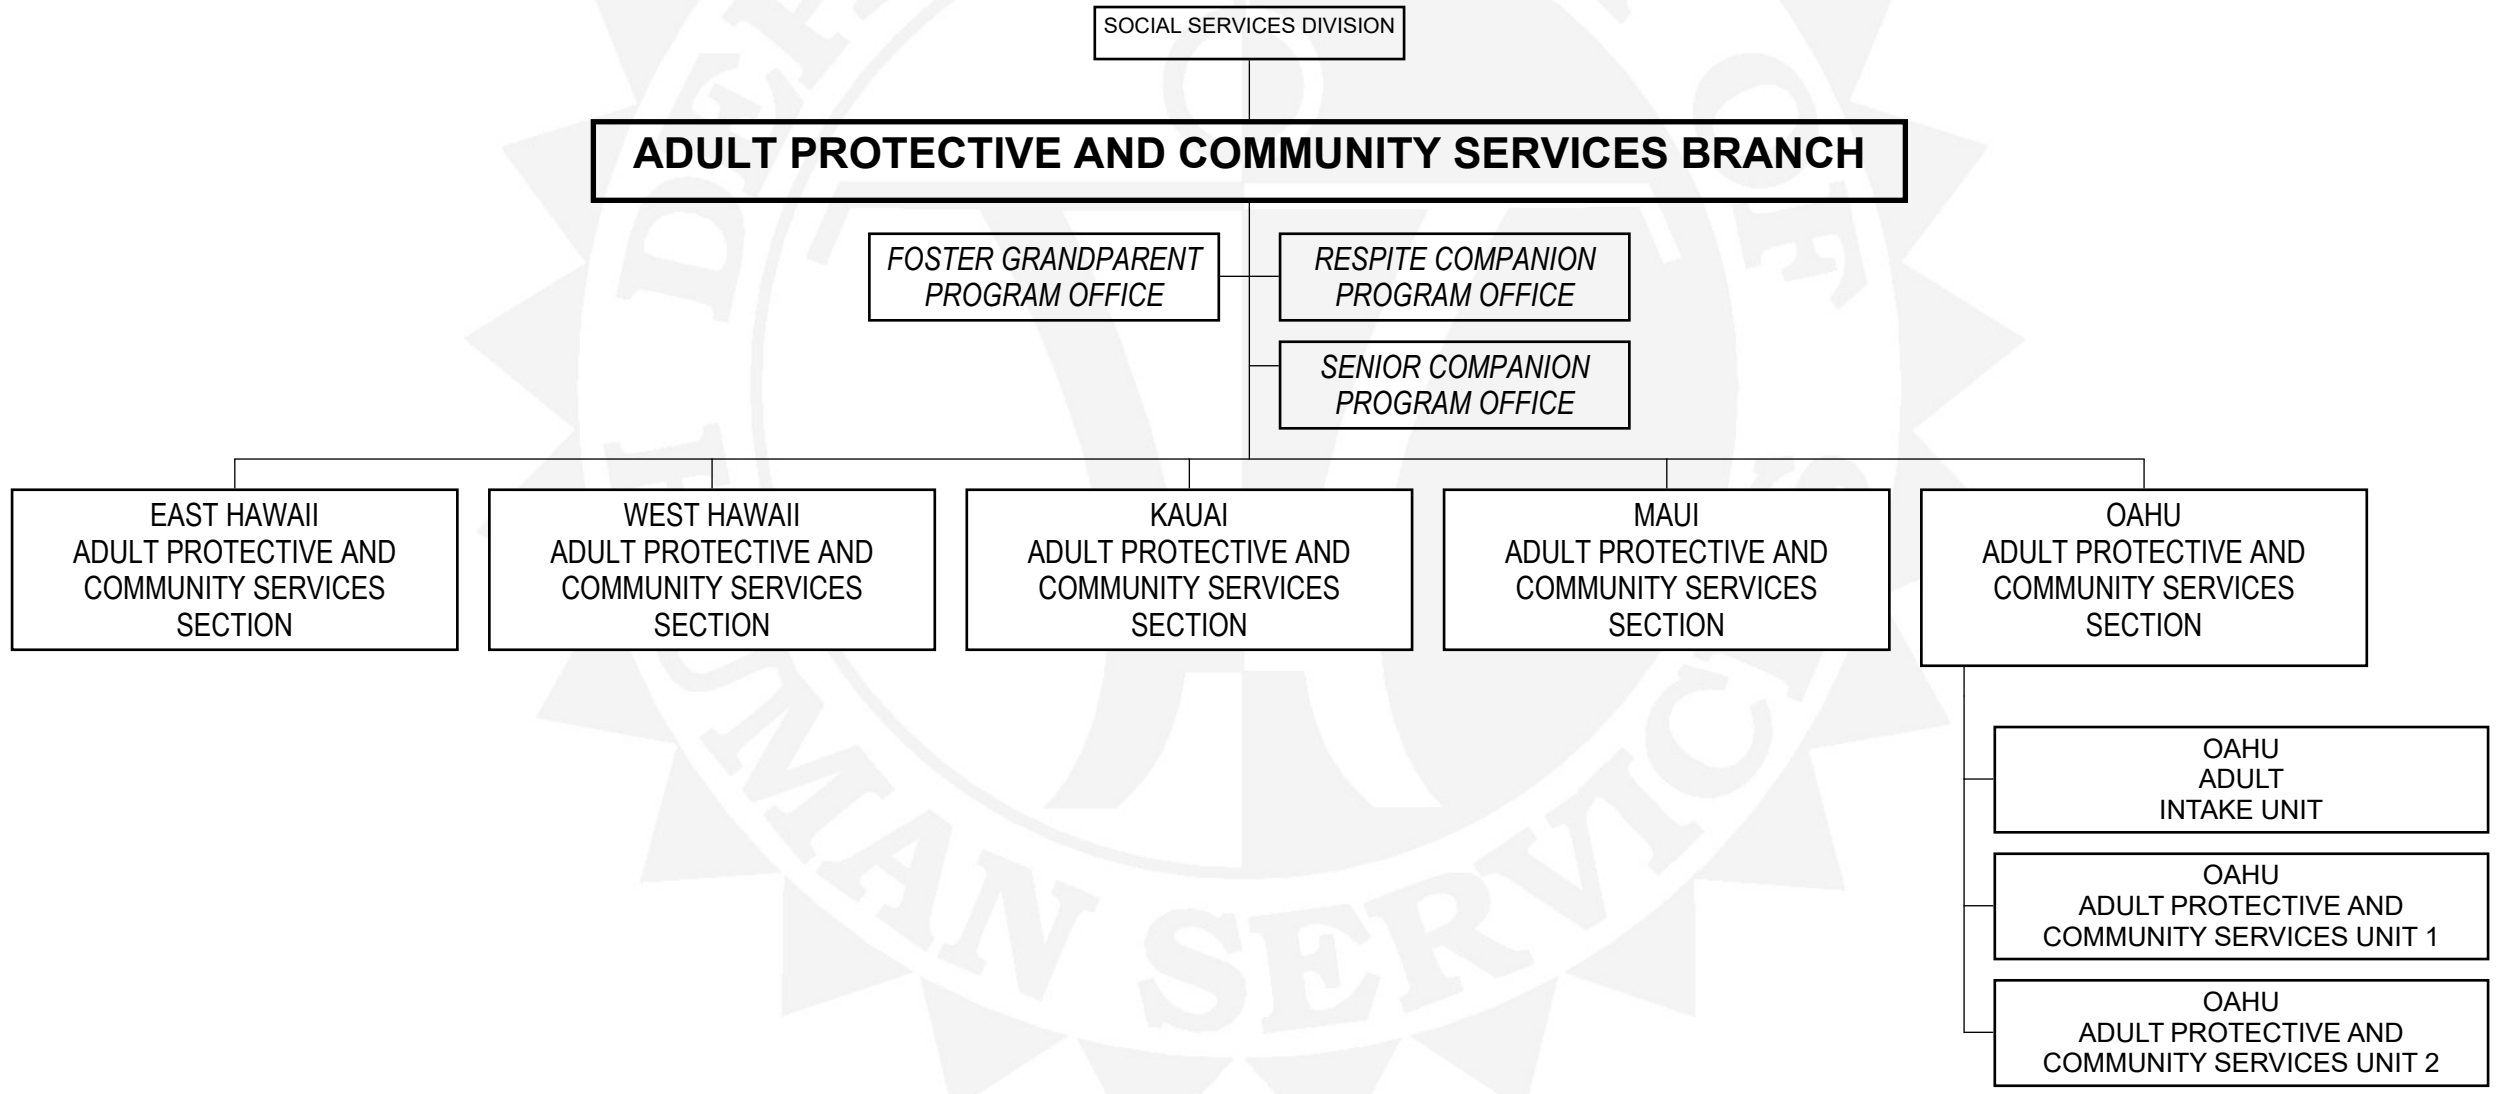 SOCIAL SERVICES DIVISION
ADULT PROTECTIVE AND COMMUNITY SERVICES BRANCH
FOSTER GRANDPARENT
PROGRAM OFFICE
RESPITE COMPANION
PROGRAM OFFICE
SENIOR COMPANION
PROGRAM OFFICE
EAST HAWAII
ADULT PROTECTIVE AND
COMMUNITY SERVICES
SECTION
WEST HAWAII
ADULT PROTECTIVE AND
COMMUNITY SERVICES
SECTION
KAUAI
ADULT PROTECTIVE AND
COMMUNITY SERVICES
SECTION
MAUI
ADULT PROTECTIVE AND
COMMUNITY SERVICES
SECTION
OAHU
ADULT PROTECTIVE AND
COMMUNITY SERVICES
SECTION
OAHU
ADULT
INTAKE UNIT
OAHU
ADULT PROTECTIVE AND
COMMUNITY SERVICES UNIT 1
OAHU
ADULT PROTECTIVE AND
COMMUNITY SERVICES UNIT 2
OF
HUMAN SERVICES